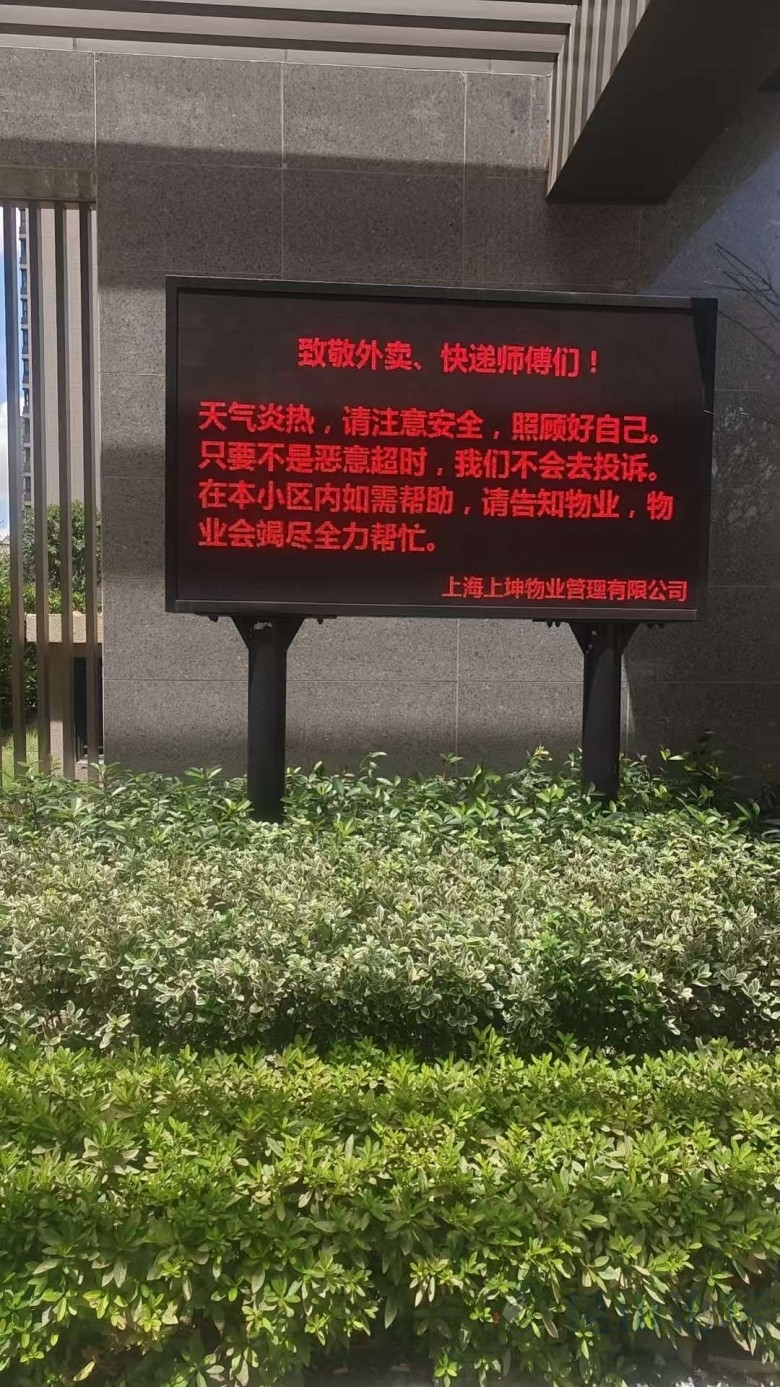 致敬外卖、快递师傅们！
天气炎热，请注意安全，照顾好自己。
只要不是恶意超时，我们不会去投诉。
在本小区内如需帮助，请告知物业，物
业会竭尽全力帮忙。
上海上坤物业管理有限公司